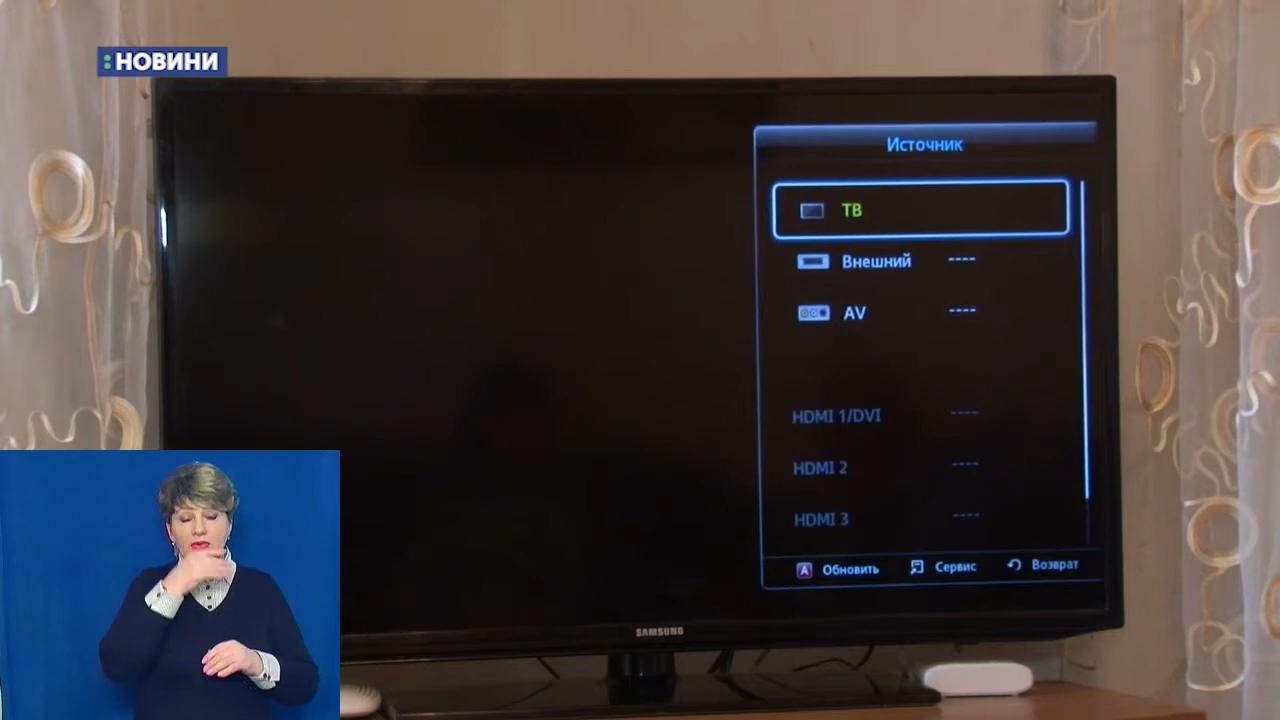 НОВИНИ
Источник
ТВ
Внешний ----
AV ----
HDMI 1/DVI ----
HDMI 2 ----
HDMI 3 ----
A Обновить Сервис Возврат
SAMSUNG